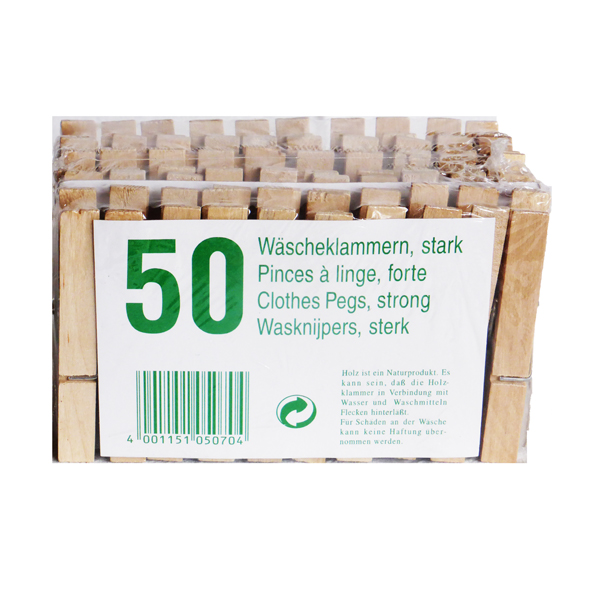 50
Wäscheklammern, stark
Pinces à linge, forte
Clothes Pegs, strong
Wasknijpers, sterk
Holz ist ein Naturprodukt. Es
kann sein, daß die Holz-
klammer in Verbindung mit
Wasser und Waschmitteln
Flecken hinterläßt.
Für Schäden an der Wäsche
kann keine Haftung über-
nommen werden.
4 001151 050704